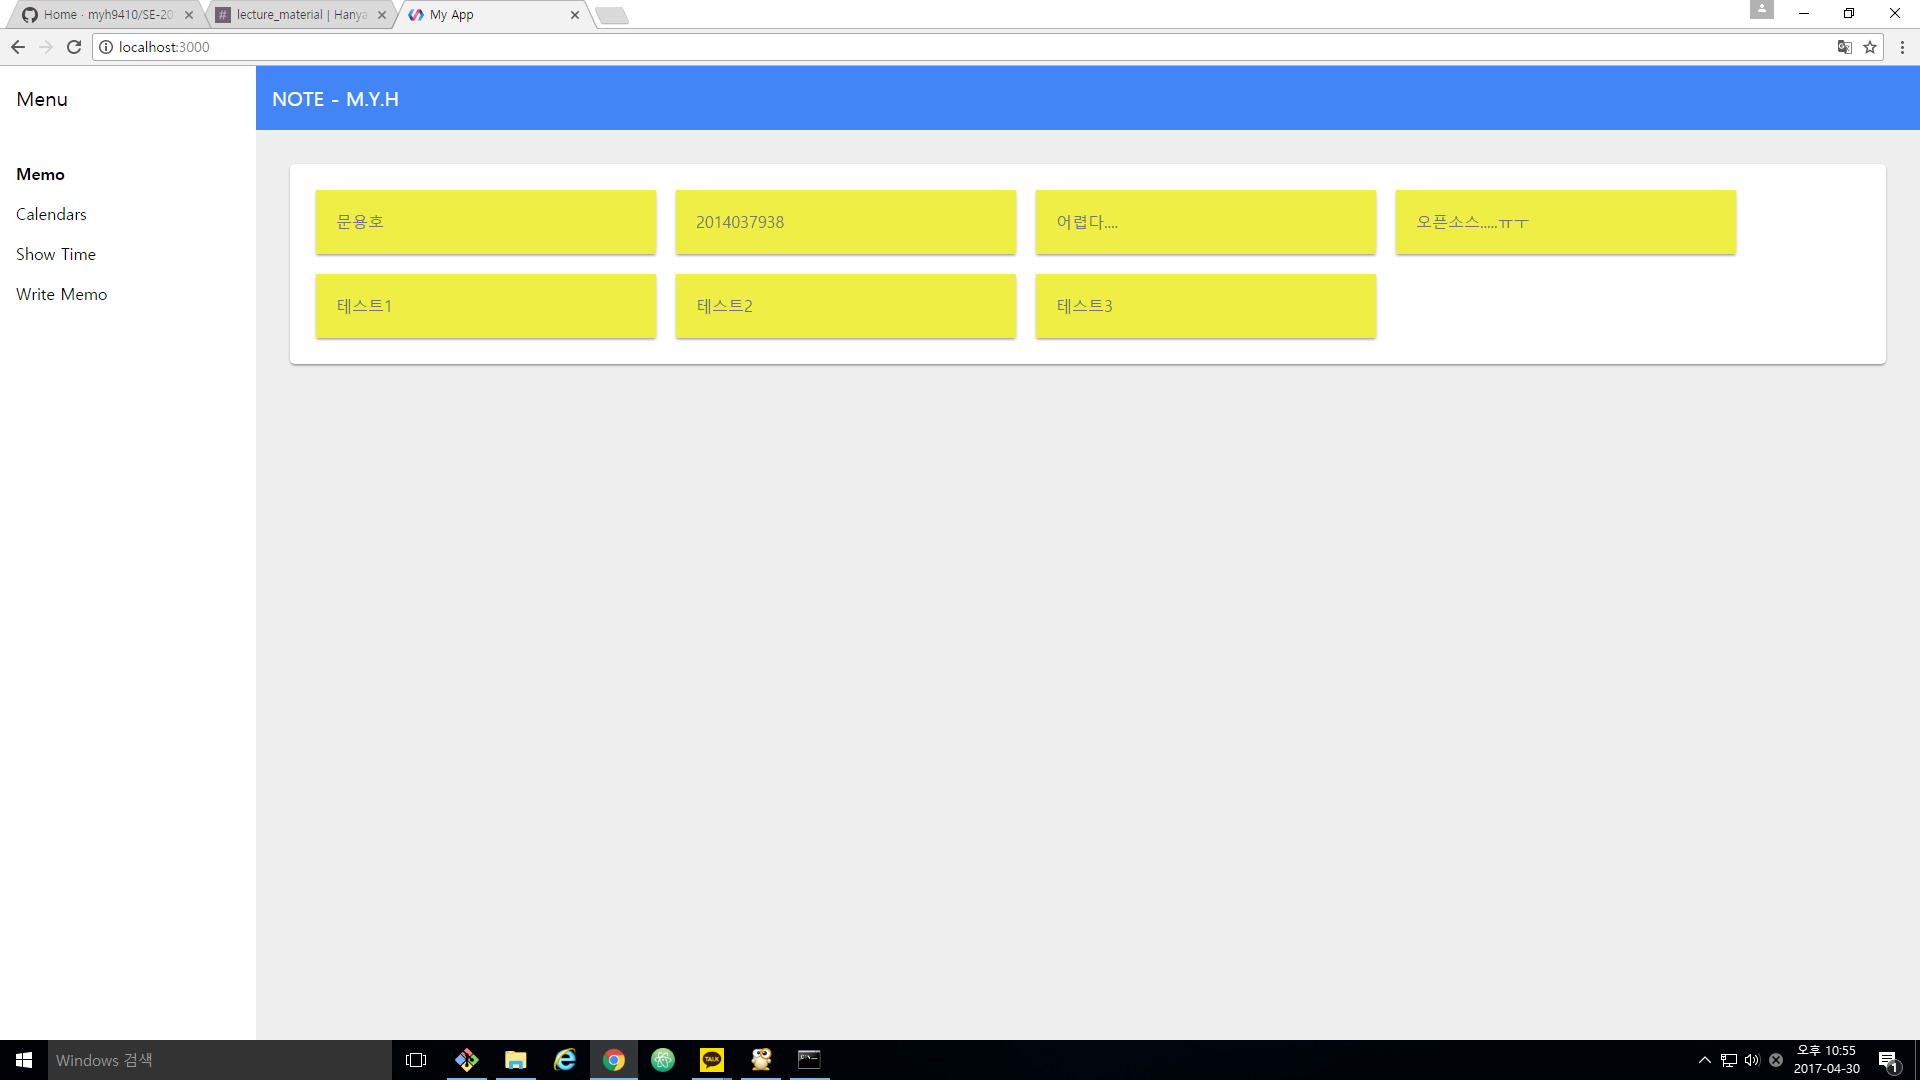 Home · myh9410/SE-20
lecture_material | Hanya
My App
localhost:3000
Menu
NOTE - M.Y.H
Memo
Calendars
Show Time
Write Memo
문용호
2014037938
어렵다....
오픈소스.....ㅠㅜ
테스트1
테스트2
테스트3
Windows 검색
TALK
오후 10:55
2017-04-30
1